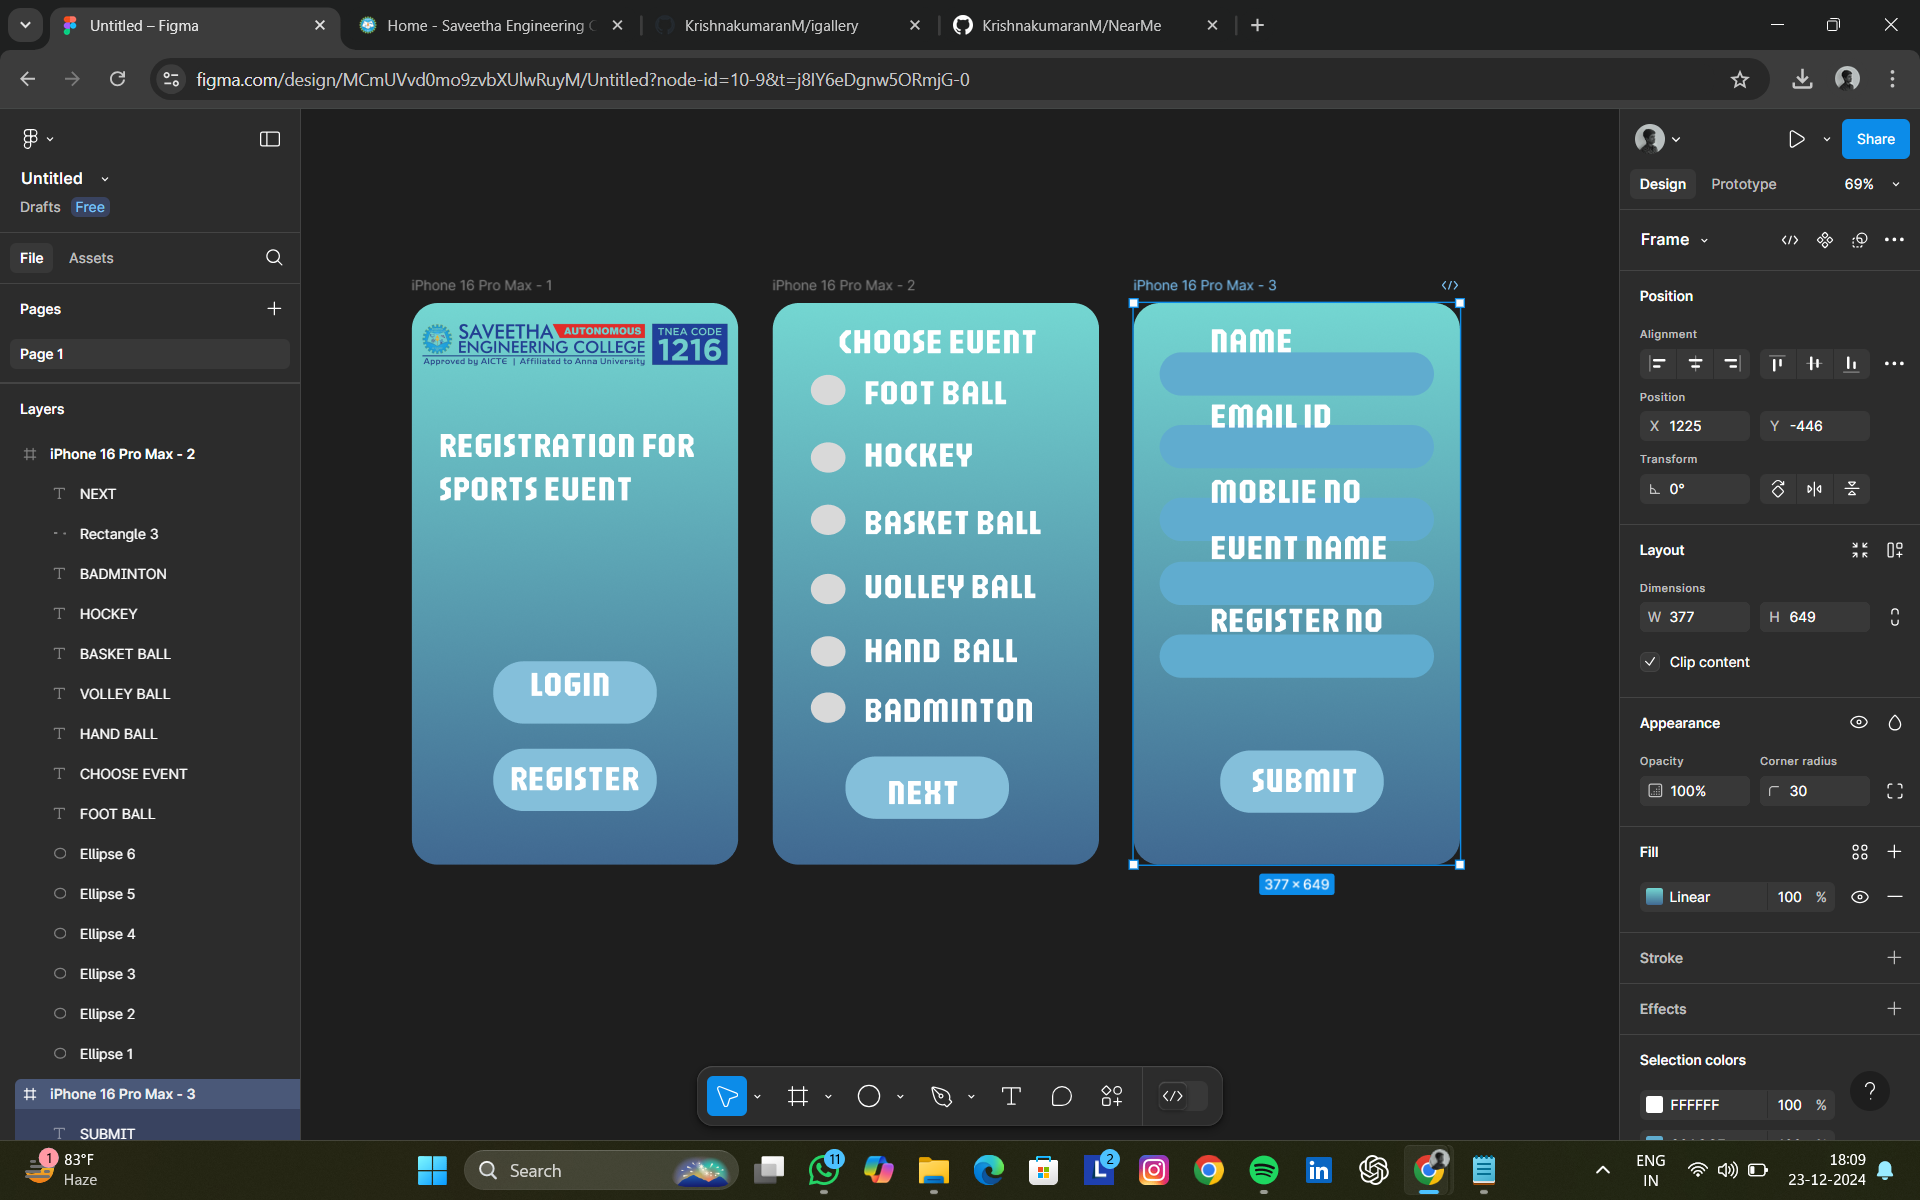 Untitled – Figma
Home - Saveetha Engineering
KrishnakumaranM/igallery
KrishnakumaranM/NearMe
figma.com/design/MCmUVvd0mo9zvbXUlwRuyM/Untitled?node-id=10-9&t=j8lY6eDgnw5ORmjG-0
Untitled
Drafts Free
File Assets
Pages
Page 1
Layers
iPhone 16 Pro Max - 2
NEXT
Rectangle 3
BADMINTON
HOCKEY
BASKET BALL
VOLLEY BALL
HAND BALL
CHOOSE EVENT
FOOT BALL
Ellipse 6
Ellipse 5
Ellipse 4
Ellipse 3
Ellipse 2
Ellipse 1
iPhone 16 Pro Max - 3
SUBMIT
iPhone 16 Pro Max - 1
SAVEETHA AUTONOMOUS
ENGINEERING COLLEGE
Approved by AICTE | Affiliated to Anna University
TNEA CODE
1216
REGISTRATION FOR
SPORTS EVENT
LOGIN
REGISTER
iPhone 16 Pro Max - 2
CHOOSE EVENT
FOOT BALL
HOCKEY
BASKET BALL
VOLLEY BALL
HAND BALL
BADMINTON
NEXT
iPhone 16 Pro Max - 3
NAME
EMAIL ID
MOBLIE NO
EVENT NAME
REGISTER NO
SUBMIT
377 × 649
Share
Design Prototype 69%
Frame
Position
Alignment
Position
X 1225 Y -446
Transform
0°
Layout
Dimensions
W 377 H 649
Clip content
Appearance
Opacity Corner radius
100% 30
Fill
Linear 100 %
Stroke
Effects
Selection colors
FFFFFF 100 %
?
1
83°F
Haze
Search
11
2
ENG
IN
18:09
23-12-2024